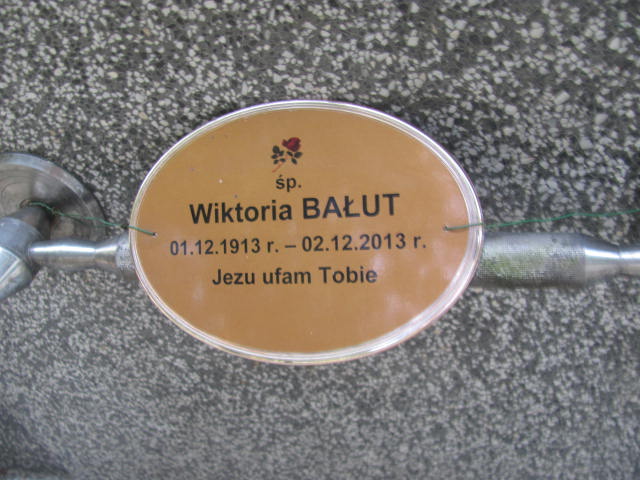 śp.
Wiktoria BAŁUT
01.12.1913 r. – 02.12.2013 r.
Jezu ufam Tobie